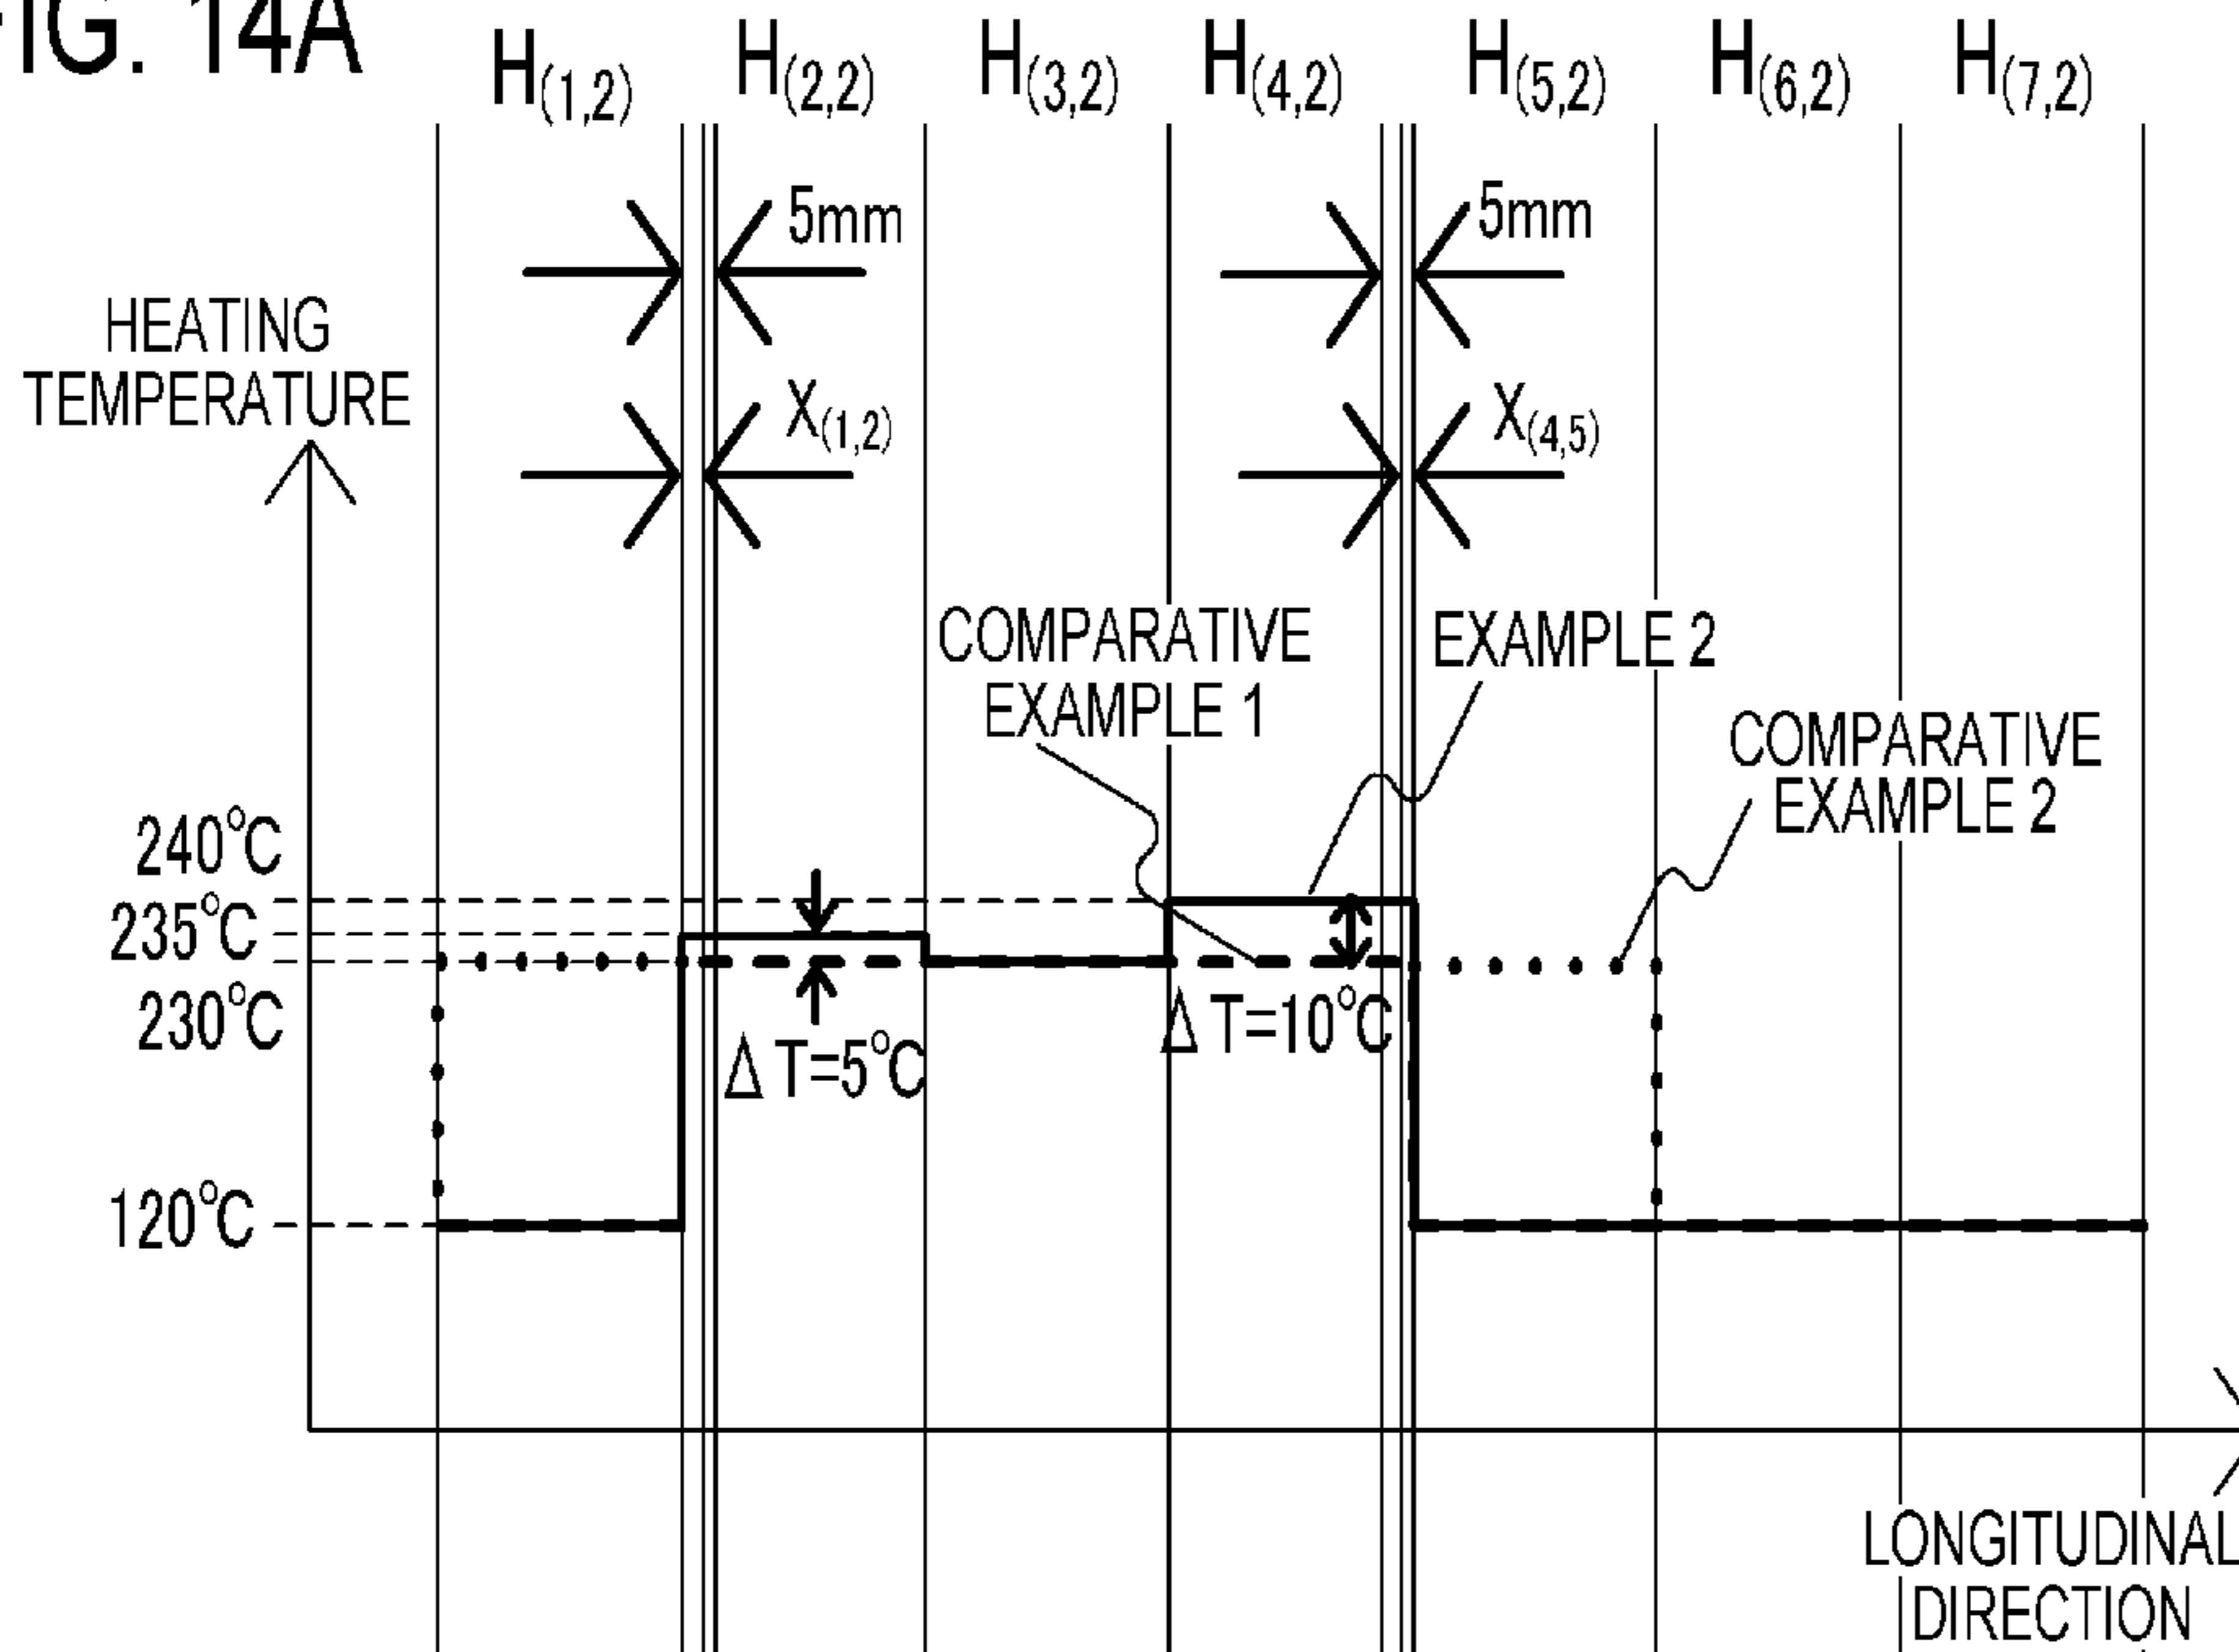 FIG. 14A
H(1,2) H(2,2) H(3,2) H(4,2) H(5,2) H(6,2) H(7,2)
5mm 5mm
HEATING
TEMPERATURE
X(1,2) X(4,5)
COMPARATIVE
EXAMPLE 1
EXAMPLE 2
COMPARATIVE
EXAMPLE 2
240°C
235°C
230°C
ΔT=5°C
ΔT=10°C
120°C
LONGITUDINAL
DIRECTION